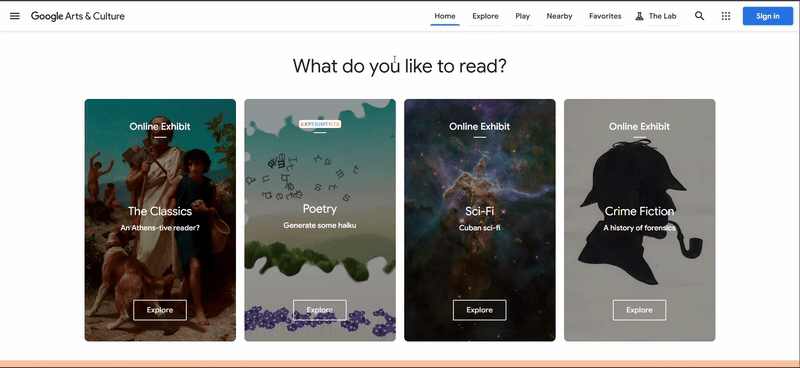 Google Arts & Culture
Home
Explore
Play
Nearby
Favorites
The Lab
Sign in
What do you like to read?
Online Exhibit
The Classics
An Athens-tive reader?
Explore
EXPERIMENTS
Poetry
Generate some haiku
Explore
Online Exhibit
Sci-Fi
Cuban sci-fi
Explore
Online Exhibit
Crime Fiction
A history of forensics
Explore